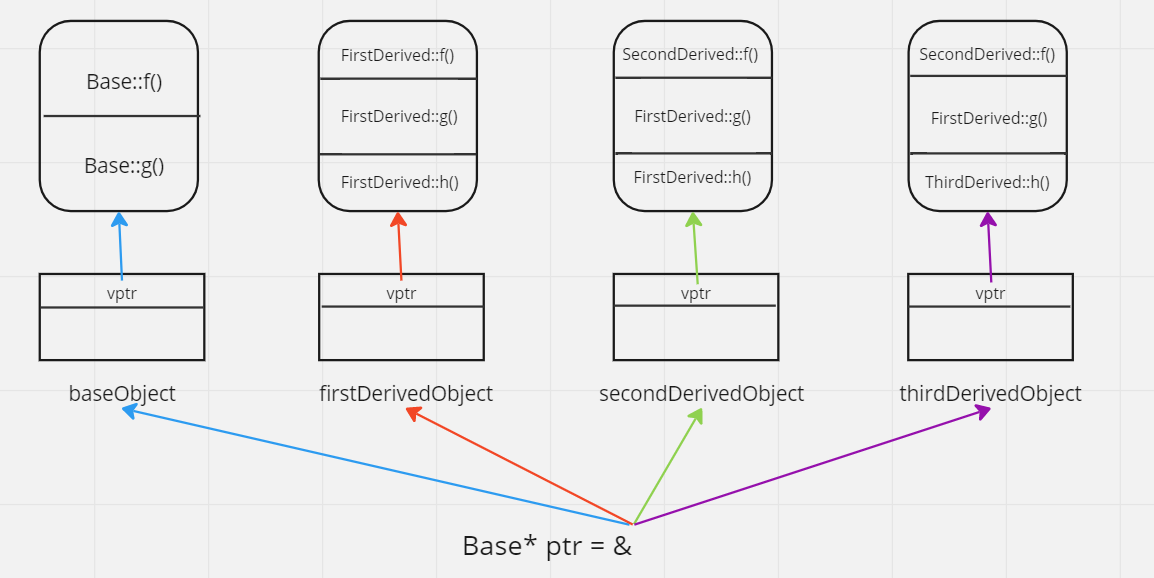 Base::f()
Base::g()
FirstDerived::f()
FirstDerived::g()
FirstDerived::h()
SecondDerived::f()
FirstDerived::g()
FirstDerived::h()
SecondDerived::f()
FirstDerived::g()
ThirdDerived::h()
vptr
vptr
vptr
vptr
baseObject
firstDerivedObject
secondDerivedObject
thirdDerivedObject
Base* ptr = &